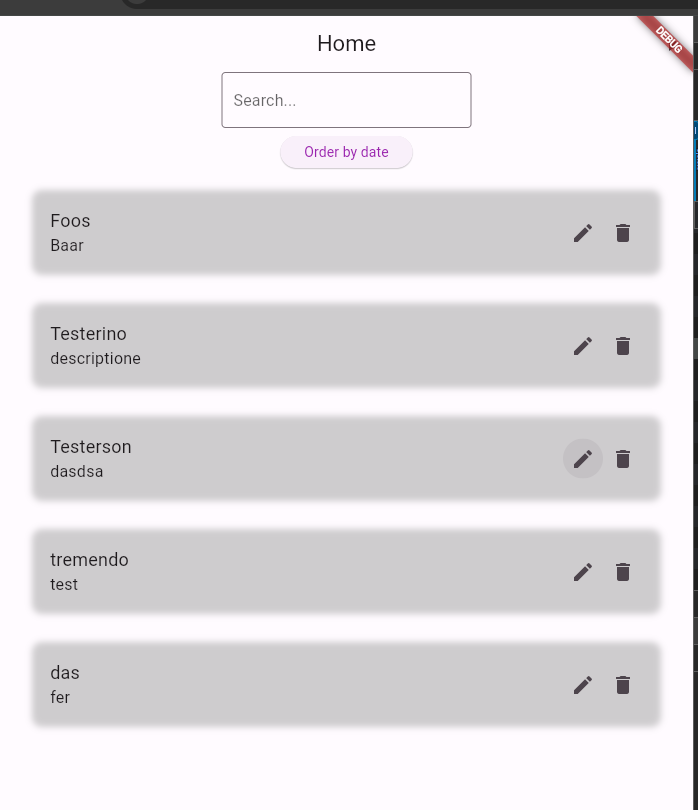 Home
DEBUG
Search...
Order by date
Foos
Baar
Testerino
descriptione
Testerson
dasdsa
tremendo
test
das
fer